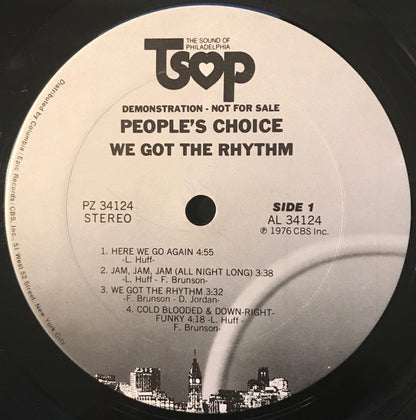 THE SOUND OF
PHILADELPHIA
TSOP
DEMONSTRATION - NOT FOR SALE
PEOPLE'S CHOICE
WE GOT THE RHYTHM
PZ 34124
STEREO
SIDE 1
AL 34124
℗ 1976 CBS Inc.
1. HERE WE GO AGAIN 4:55
-L. Huff-
2. JAM, JAM, JAM (ALL NIGHT LONG) 3:38
-L. Huff - F. Brunson-
3. WE GOT THE RHYTHM 3:32
-F. Brunson - D. Jordan-
4. COLD BLOODED & DOWN-RIGHT-
FUNKY 4:18 -L. Huff -
F. Brunson-
Distributed by Columbia/Epic Records/CBS, Inc., 51 West 52 Street, New York City